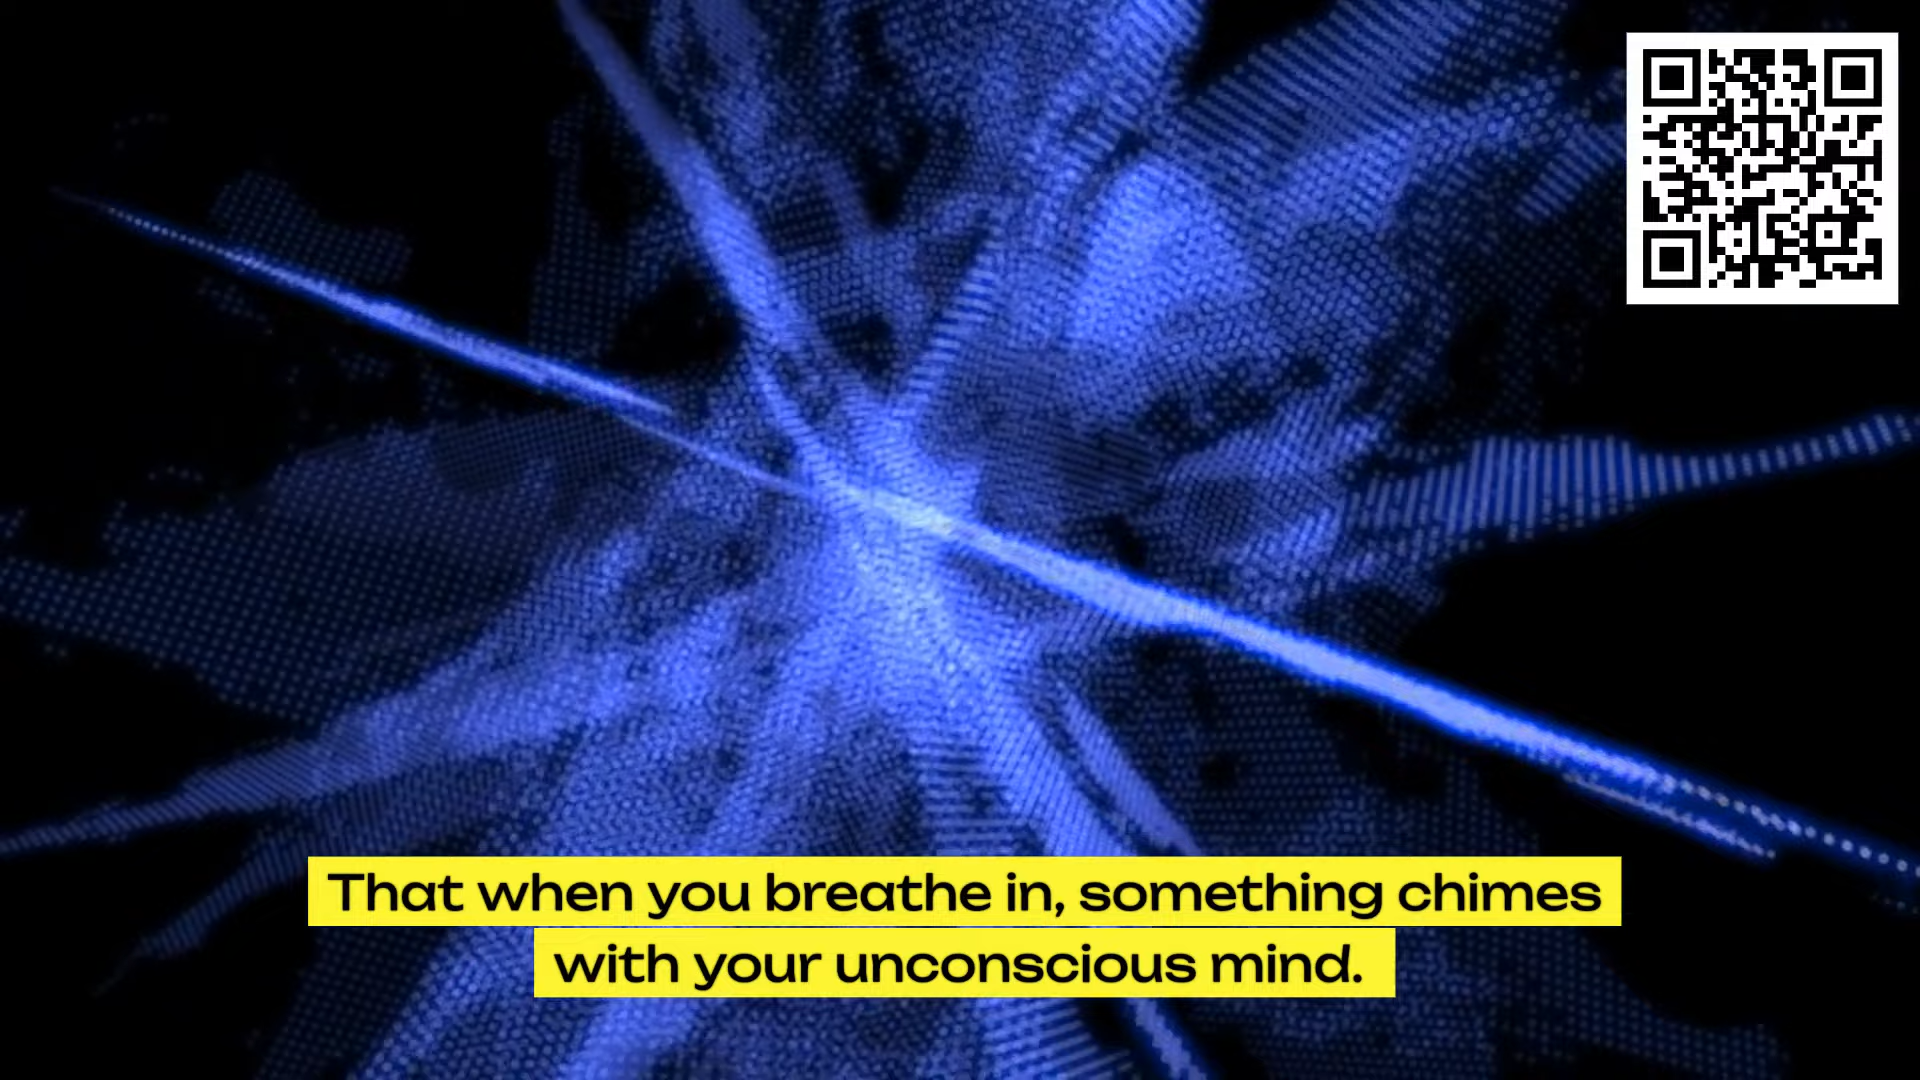 That when you breathe in, something chimes
with your unconscious mind.